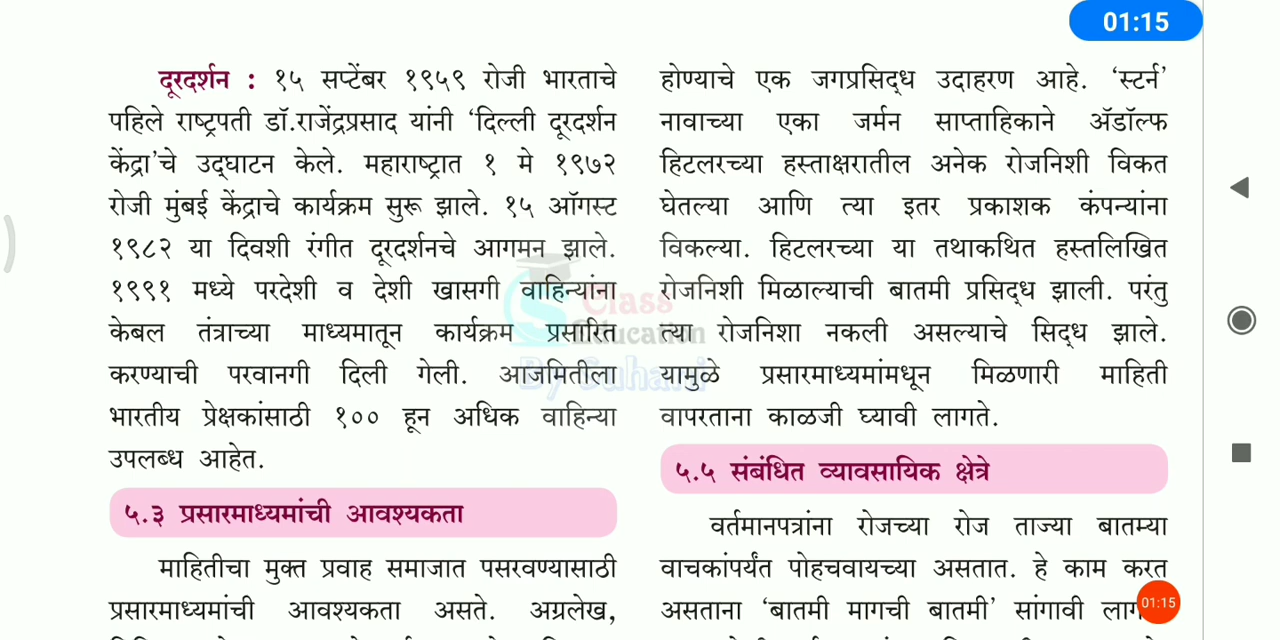 01:15
दूरदर्शन : १५ सप्टेंबर १९५९ रोजी भारताचे
पहिले राष्ट्रपती डॉ.राजेंद्रप्रसाद यांनी ‘दिल्ली दूरदर्शन
केंद्रा’चे उद्‌घाटन केले. महाराष्ट्रात १ मे १९७२
रोजी मुंबई केंद्राचे कार्यक्रम सुरू झाले. १५ ऑगस्ट
१९८२ या दिवशी रंगीत दूरदर्शनचे आगमन झाले.
१९९१ मध्ये परदेशी व देशी खासगी वाहिन्यांना
केबल तंत्राच्या माध्यमातून कार्यक्रम प्रसारित
करण्याची परवानगी दिली गेली. आजमितीला
भारतीय प्रेक्षकांसाठी १०० हून अधिक वाहिन्या
उपलब्ध आहेत.
५.३ प्रसारमाध्यमांची आवश्यकता
माहितीचा मुक्त प्रवाह समाजात पसरवण्यासाठी
प्रसारमाध्यमांची आवश्यकता असते. अग्रलेख,
होण्याचे एक जगप्रसिद्ध उदाहरण आहे. ‘स्टर्न’
नावाच्या एका जर्मन साप्ताहिकाने ॲडॉल्फ
हिटलरच्या हस्ताक्षरातील अनेक रोजनिशी विकत
घेतल्या आणि त्या इतर प्रकाशक कंपन्यांना
विकल्या. हिटलरच्या या तथाकथित हस्तलिखित
रोजनिशी मिळाल्याची बातमी प्रसिद्ध झाली. परंतु
त्या रोजनिशा नकली असल्याचे सिद्ध झाले.
यामुळे प्रसारमाध्यमांमधून मिळणारी माहिती
वापरताना काळजी घ्यावी लागते.
५.५ संबंधित व्यावसायिक क्षेत्रे
वर्तमानपत्रांना रोजच्या रोज ताज्या बातम्या
वाचकांपर्यंत पोहचवायच्या असतात. हे काम करत
असताना ‘बातमी मागची बातमी’ सांगावी
01:15
Class
Education
By Suhani